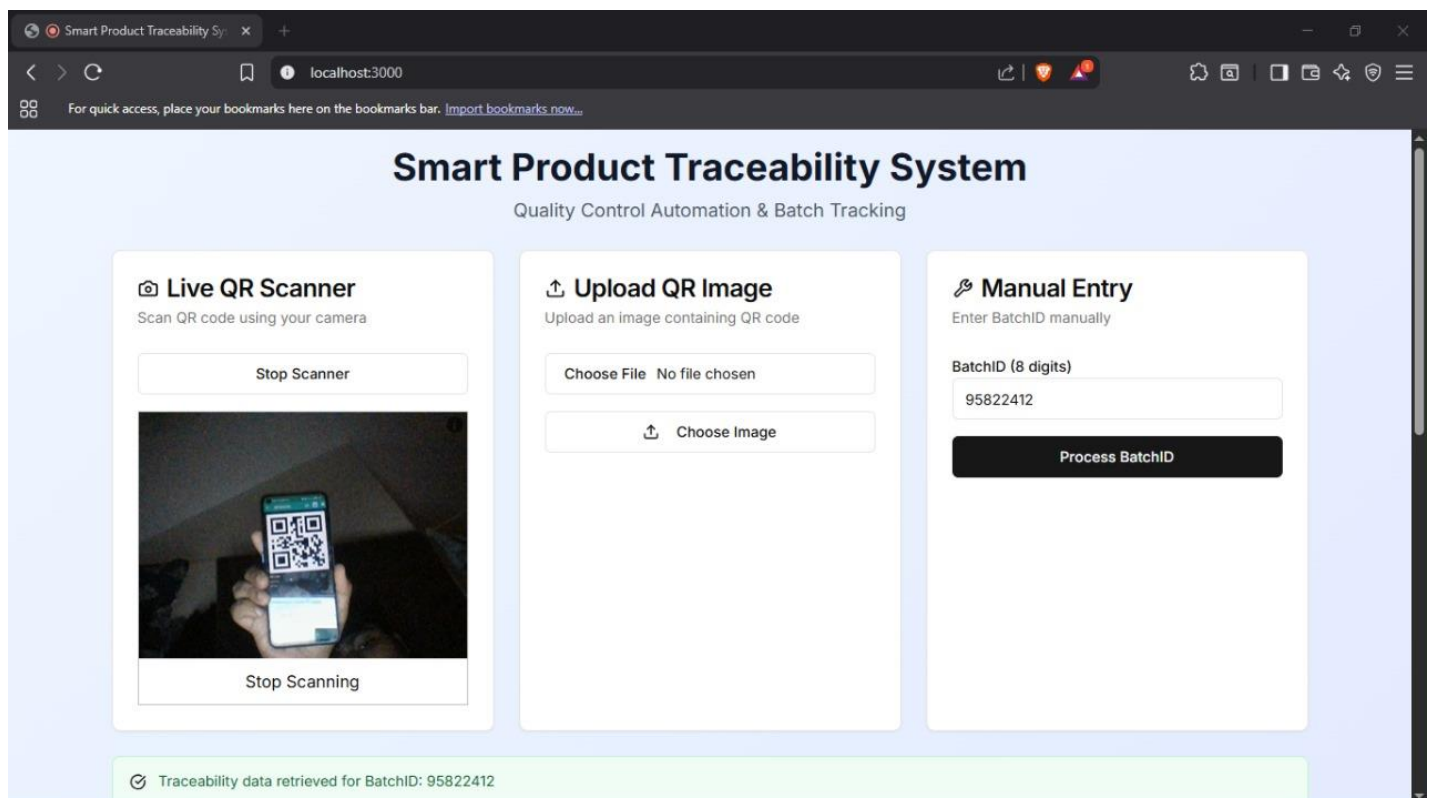 Smart Product Traceability Sy
localhost:3000
For quick access, place your bookmarks here on the bookmarks bar. Import bookmarks now...
Smart Product Traceability System
Quality Control Automation & Batch Tracking
Live QR Scanner
Scan QR code using your camera
Stop Scanner
Stop Scanning
Upload QR Image
Upload an image containing QR code
Choose File No file chosen
Choose Image
Manual Entry
Enter BatchID manually
BatchID (8 digits)
95822412
Process BatchID
Traceability data retrieved for BatchID: 95822412